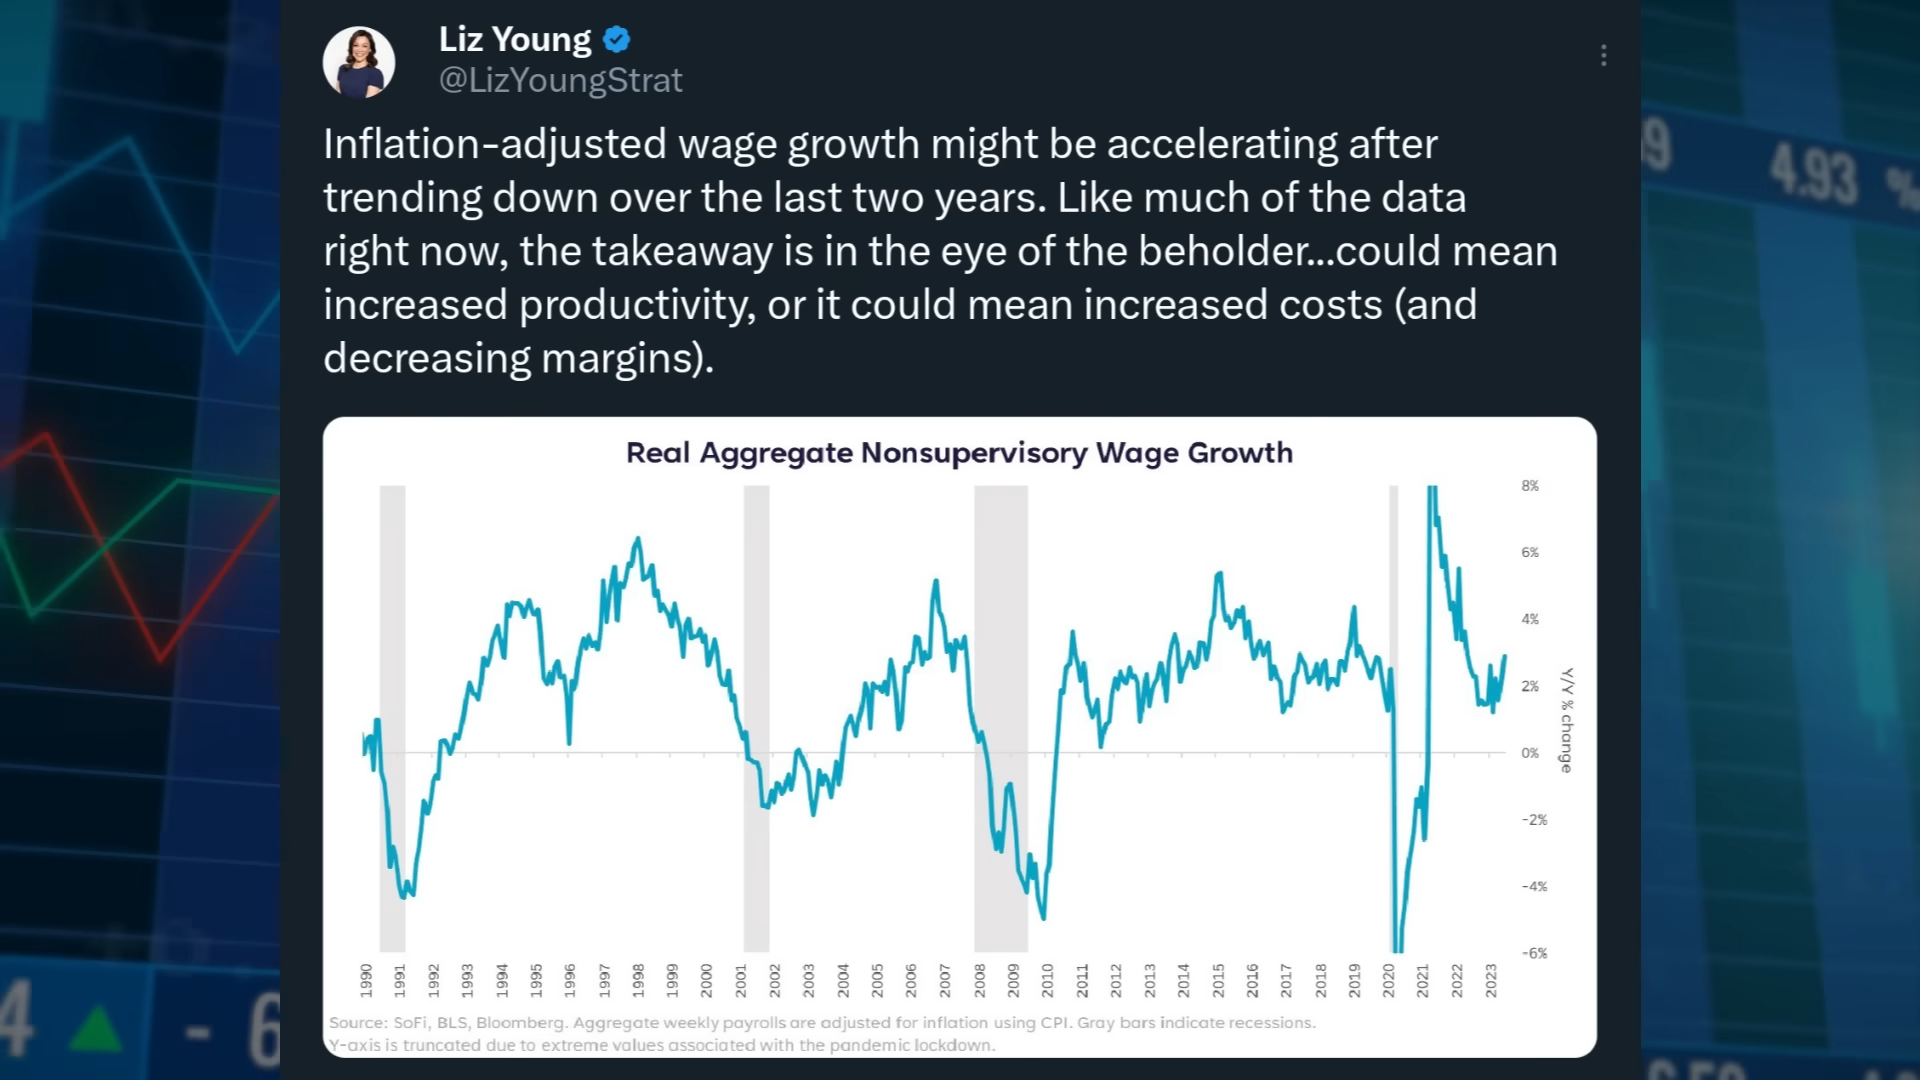 Liz Young
@LizYoungStrat
Inflation-adjusted wage growth might be accelerating after
trending down over the last two years. Like much of the data
right now, the takeaway is in the eye of the beholder...could mean
increased productivity, or it could mean increased costs (and
decreasing margins).
Real Aggregate Nonsupervisory Wage Growth
8%
6%
4%
2%
0%
-2%
-4%
-6%
Y/Y % change
1990 1991 1992 1993 1994 1995 1996 1997 1998 1999 2000 2001 2002 2003 2004 2005 2006 2007 2008 2009 2010 2011 2012 2013 2014 2015 2016 2017 2018 2019 2020 2021 2022 2023
Source: SoFi, BLS, Bloomberg. Aggregate weekly payrolls are adjusted for inflation using CPI. Gray bars indicate recessions.
Y-axis is truncated due to extreme values associated with the pandemic lockdown.
9 4.93 %
4 - 6